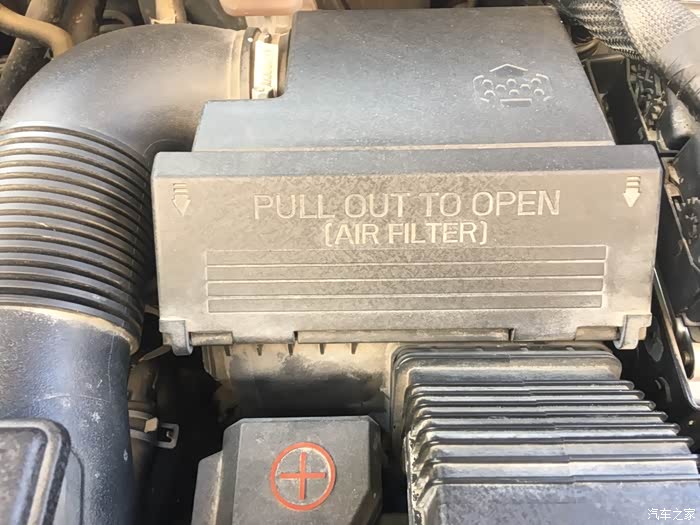 PULL OUT TO OPEN
(AIR FILTER)
汽车之家